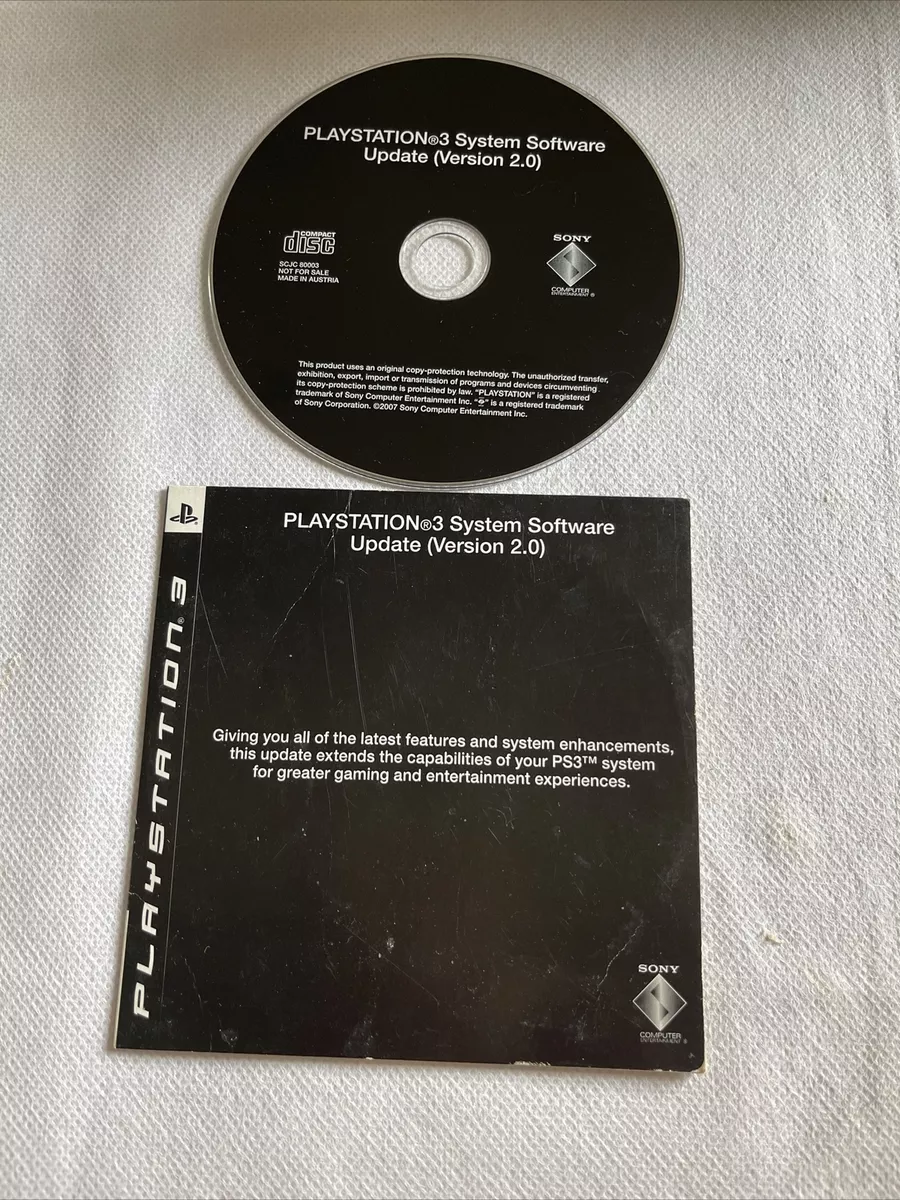 PLAYSTATION®3 System Software
Update (Version 2.0)
COMPACT
disc
SCJC 80003
NOT FOR SALE
MADE IN AUSTRIA
SONY
COMPUTER
ENTERTAINMENT ®
This product uses an original copy-protection technology. The unauthorized transfer,
exhibition, export, import or transmission of programs and devices circumventing
its copy-protection scheme is prohibited by law. "PLAYSTATION" is a registered
trademark of Sony Computer Entertainment Inc. " " is a registered trademark
of Sony Corporation. ©2007 Sony Computer Entertainment Inc.
PLAYSTATION®3 System Software
Update (Version 2.0)
PLAYSTATION®3
Giving you all of the latest features and system enhancements,
this update extends the capabilities of your PS3™ system
for greater gaming and entertainment experiences.
SONY
COMPUTER
ENTERTAINMENT ®